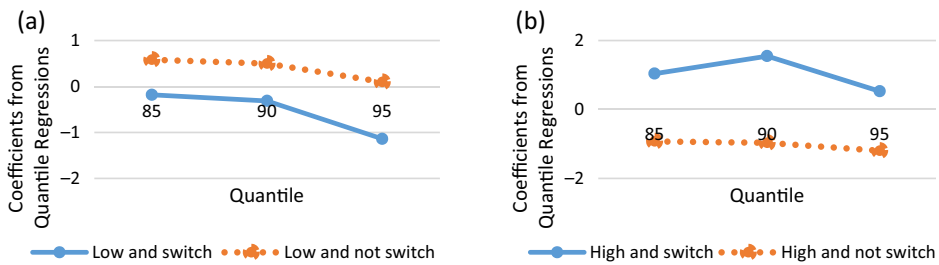 (a)
Coefficients from
Quantile Regressions
1
0
–1
–2
85
90
95
Quantile
Low and switch
Low and not switch
(b)
Coefficients from
Quantile Regressions
2
0
–2
85
90
95
Quantile
High and switch
High and not switch